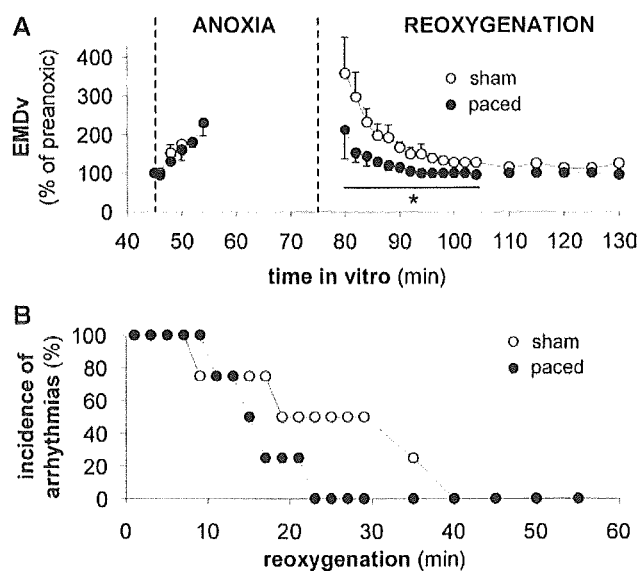 A
ANOXIA
REOXYGENATION
EMDv
(% of preanoxic)
400
300
200
100
0
sham
paced
*
40 50 60 70 80 90 100 110 120 130
time in vitro (min)
B
incidence of
arrhythmias (%)
100
80
60
40
20
0
sham
paced
0 10 20 30 40 50 60
reoxygenation (min)